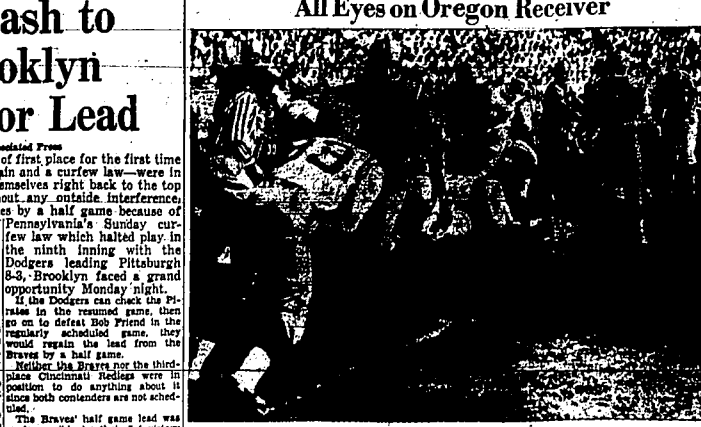 ash to
oklyn
or Lead
ociated Press
of first place for the first time
ain and a curfew law—were in
emselves right back to the top
out any outside interference,
es by a half game because of
Pennsylvania's Sunday cur-
few law which halted play in
the ninth inning with the
Dodgers leading Pittsburgh
8-3, Brooklyn faced a grand
opportunity Monday night.
If the Dodgers can check the Pi-
rates in the resumed game, then
go on to defeat Bob Friend in the
regularly scheduled game, they
would regain the lead from the
Braves by a half game.
Neither the Braves nor the third-
place Cincinnati Redlegs were in
position to do anything about it
since both contenders are not sched-
uled.
The Braves' half game lead was
All Eyes on Oregon Receiver